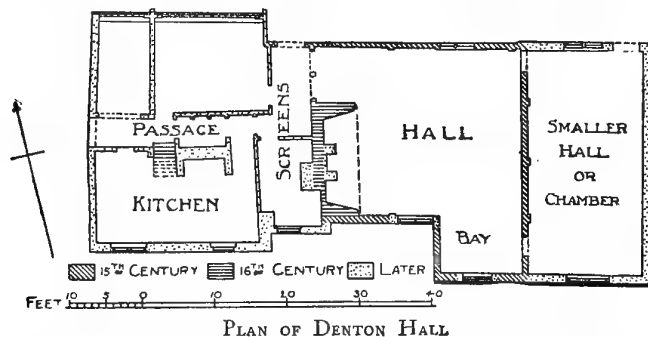 PASSAGE
SCREENS
HALL
SMALLER
HALL
OR
CHAMBER
KITCHEN
BAY
15TH CENTURY 16TH CENTURY LATER
FEET 10 5 0 10 20 30 40
PLAN OF DENTON HALL